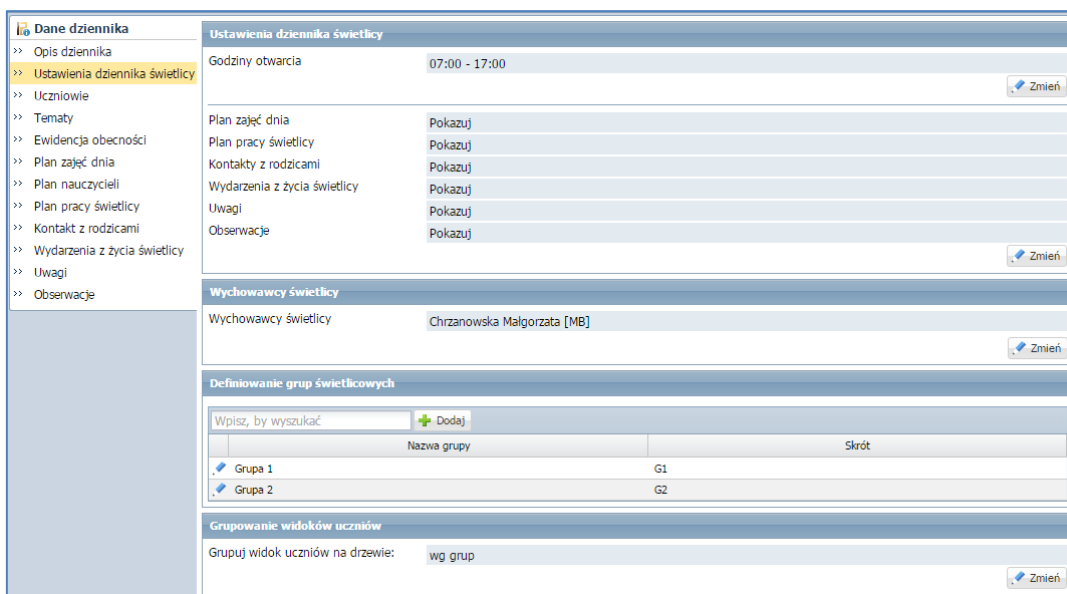 Dane dziennika
Opis dziennika
Ustawienia dziennika świetlicy
Uczniowie
Tematy
Ewidencja obecności
Plan zajęć dnia
Plan nauczycieli
Plan pracy świetlicy
Kontakt z rodzicami
Wydarzenia z życia świetlicy
Uwagi
Obserwacje
Ustawienia dziennika świetlicy
Godziny otwarcia 07:00 - 17:00
Zmień
Plan zajęć dnia Pokazuj
Plan pracy świetlicy Pokazuj
Kontakty z rodzicami Pokazuj
Wydarzenia z życia świetlicy Pokazuj
Uwagi Pokazuj
Obserwacje Pokazuj
Zmień
Wychowawcy świetlicy
Wychowawcy świetlicy Chrzanowska Małgorzata [MB]
Zmień
Definiowanie grup świetlicowych
Wpisz, by wyszukać Dodaj
Nazwa grupy Skrót
Grupa 1 G1
Grupa 2 G2
Grupowanie widoków uczniów
Grupuj widok uczniów na drzewie: wg grup
Zmień